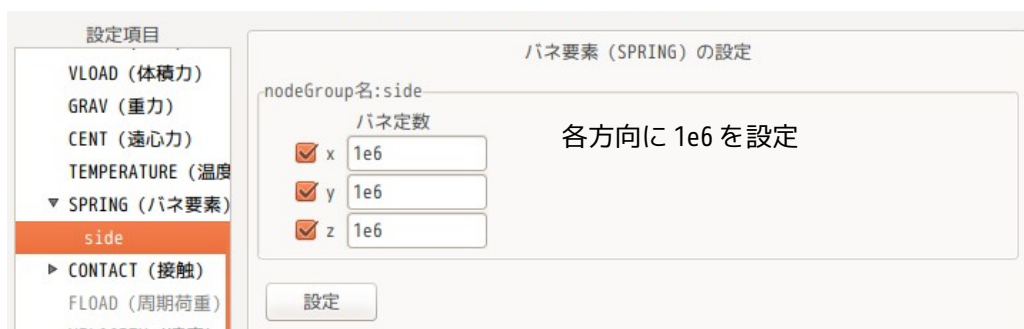 設定項目
VLOAD (体積力)
GRAV (重力)
CENT (遠心力)
TEMPERATURE (温度
▼ SPRING (バネ要素)
side
▶ CONTACT (接触)
FLOAD (周期荷重)
バネ要素 (SPRING) の設定
nodeGroup名:side
バネ定数
x 1e6
y 1e6
z 1e6
各方向に 1e6 を設定
設定